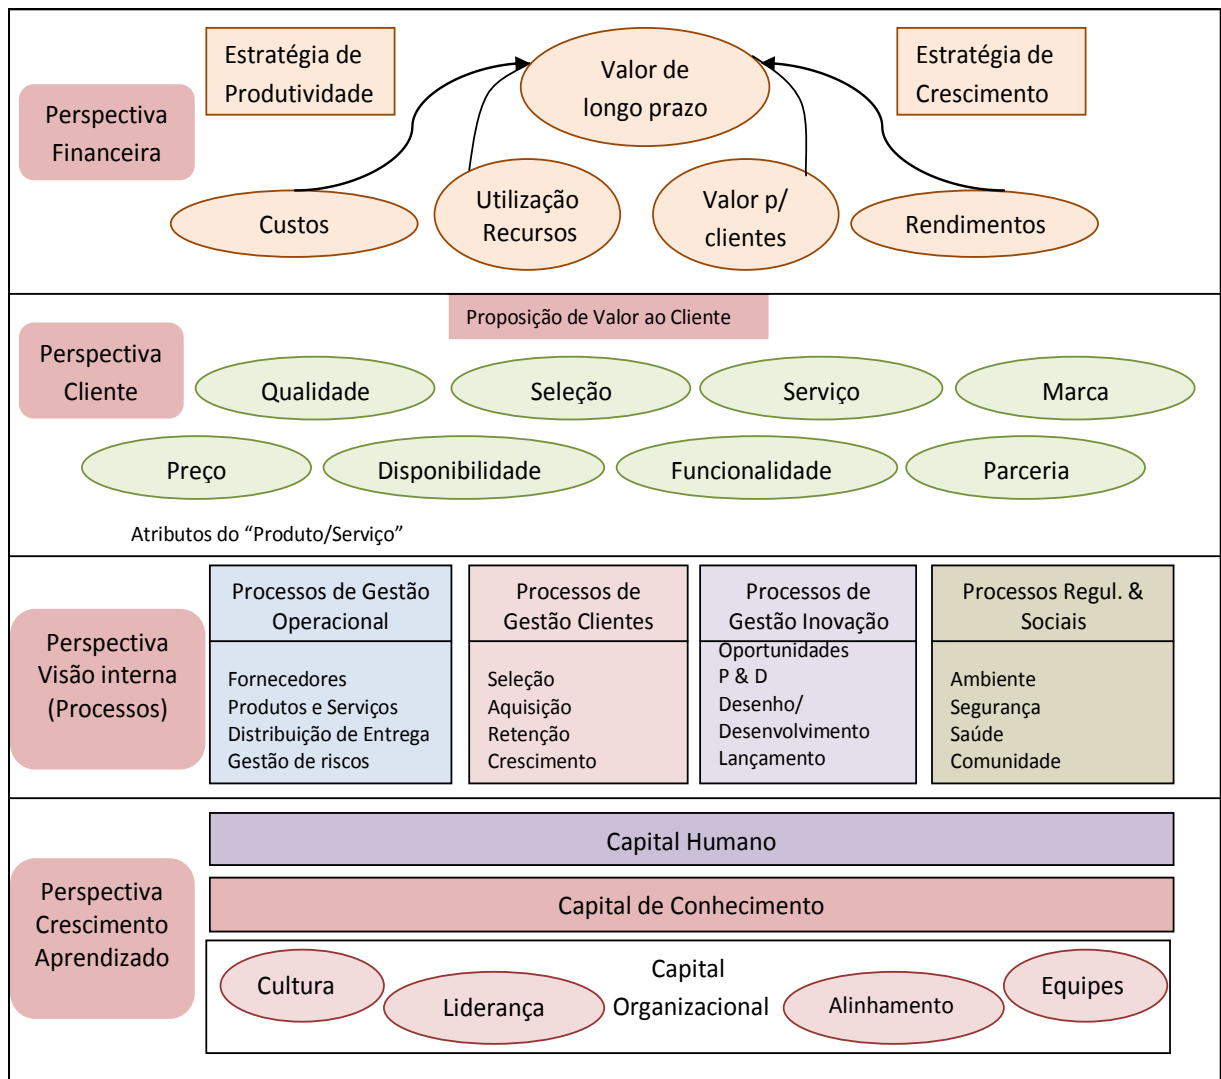 Perspectiva
Financeira
Estratégia de
Produtividade
Valor de
longo prazo
Estratégia de
Crescimento
Custos
Utilização
Recursos
Valor p/
clientes
Rendimentos
Proposição de Valor ao Cliente
Perspectiva
Cliente
Qualidade
Seleção
Serviço
Marca
Preço
Disponibilidade
Funcionalidade
Parceria
Atributos do “Produto/Serviço”
Perspectiva
Visão interna
(Processos)
Processos de Gestão
Operacional
Fornecedores
Produtos e Serviços
Distribuição de Entrega
Gestão de riscos
Processos de
Gestão Clientes
Seleção
Aquisição
Retenção
Crescimento
Processos de
Gestão Inovação
Oportunidades
P & D
Desenho/
Desenvolvimento
Lançamento
Processos Regul. &
Sociais
Ambiente
Segurança
Saúde
Comunidade
Perspectiva
Crescimento
Aprendizado
Capital Humano
Capital de Conhecimento
Cultura
Liderança
Capital
Organizacional
Alinhamento
Equipes